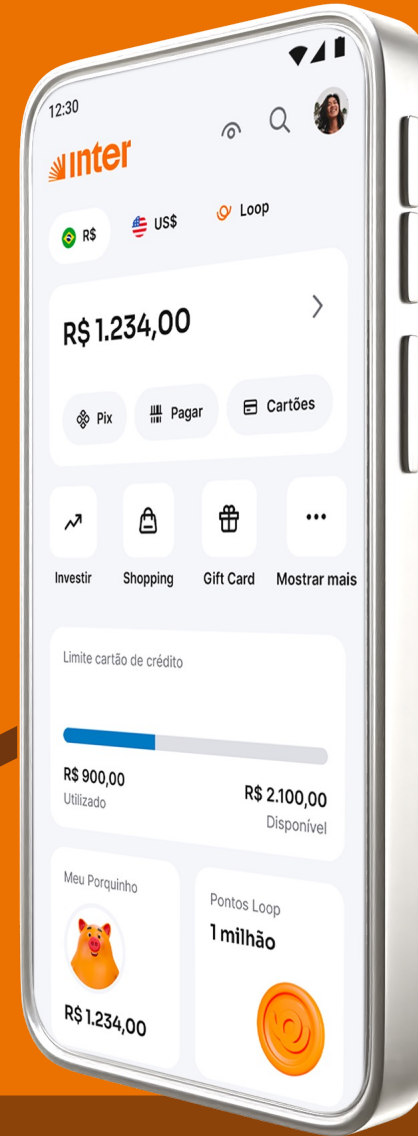 12:30
inter
R$ US$ Loop
R$ 1.234,00
Pix Pagar Cartões
Investir Shopping Gift Card Mostrar mais
Limite cartão de crédito
R$ 900,00 R$ 2.100,00
Utilizado Disponível
Meu Porquinho Pontos Loop
1 milhão
R$ 1.234,00